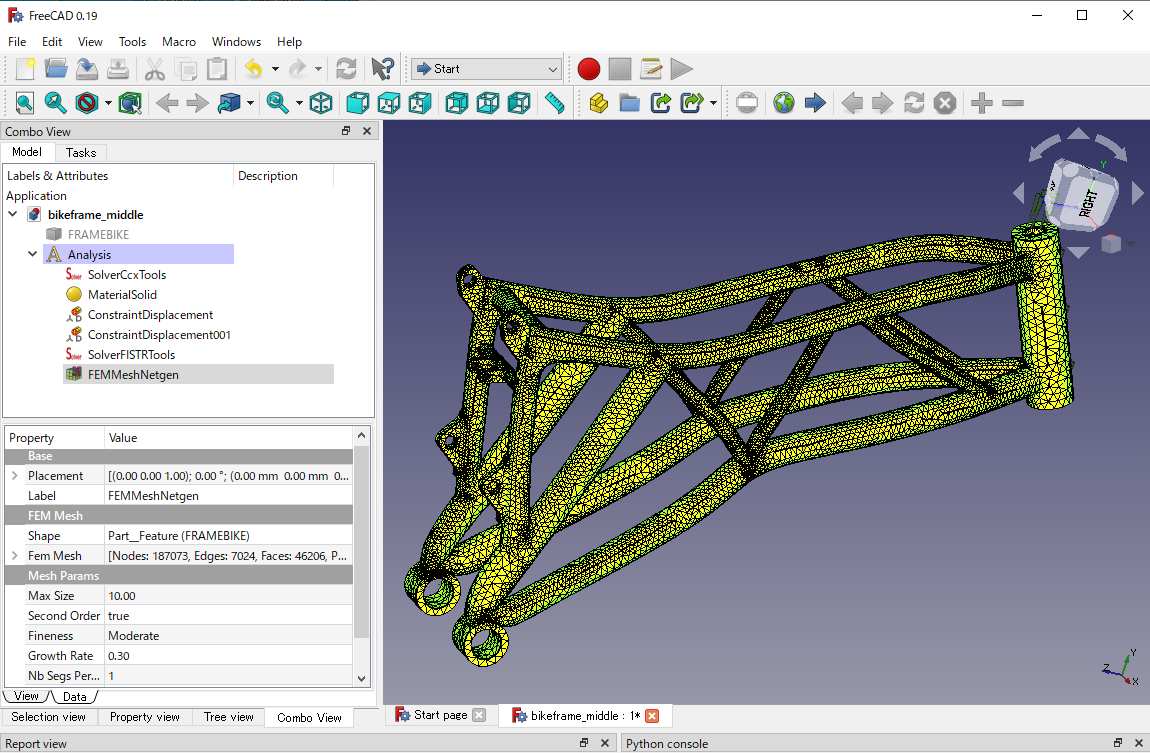 FreeCAD 0.19
File Edit View Tools Macro Windows Help
Start
Combo View
Model Tasks
Labels & Attributes Description
Application
bikeframe_middle
FRAMEBIKE
Analysis
SolverCcxTools
MaterialSolid
ConstraintDisplacement
ConstraintDisplacement001
SolverFISTRTools
FEMMeshNetgen
Property Value
Base
Placement [(0.00 0.00 1.00); 0.00 °; (0.00 mm 0.00 mm 0...
Label FEMMeshNetgen
FEM Mesh
Shape Part__Feature (FRAMEBIKE)
Fem Mesh [Nodes: 187073, Edges: 7024, Faces: 46206, P...
Mesh Params
Max Size 10.00
Second Order true
Fineness Moderate
Growth Rate 0.30
Nb Segs Per... 1
View Data
Selection view Property view Tree view Combo View
Y
RIGHT
Y
Z
X
Start page bikeframe_middle : 1*
Report view Python console